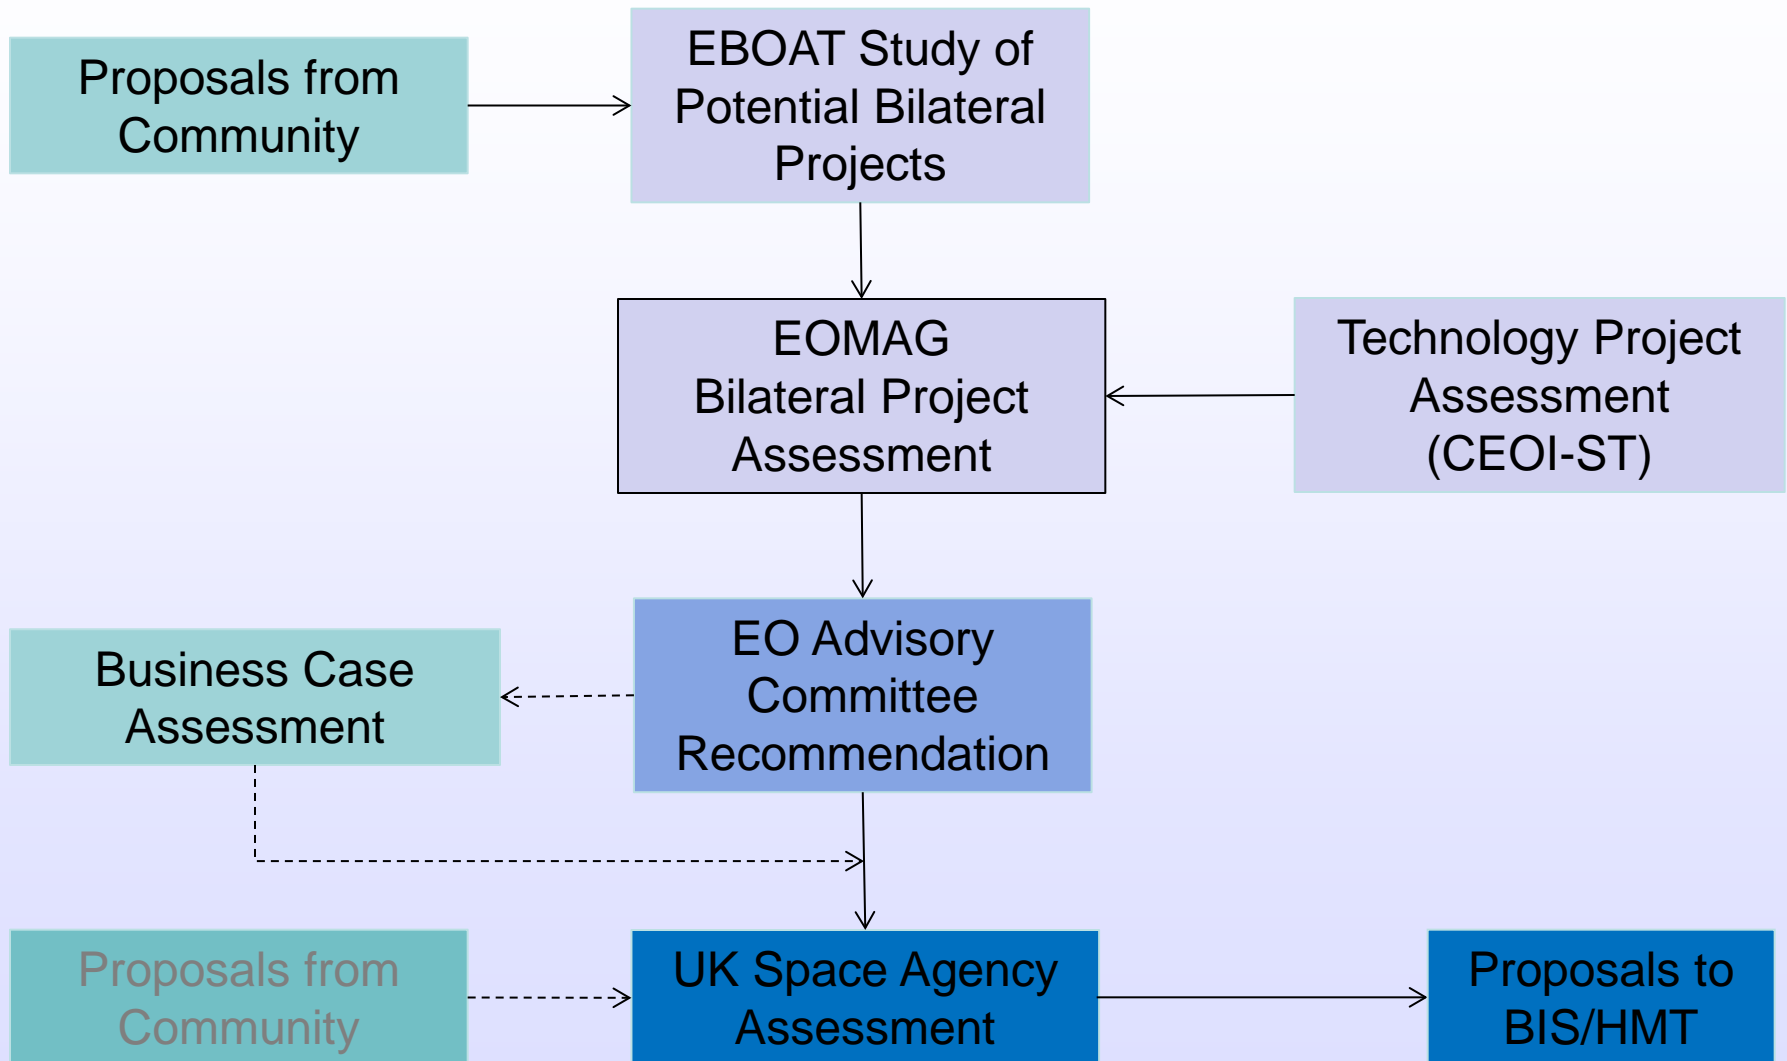 Proposals from
Community
EBOAT Study of
Potential Bilateral
Projects
EOMAG
Bilateral Project
Assessment
Technology Project
Assessment
(CEOI-ST)
Business Case
Assessment
EO Advisory
Committee
Recommendation
Proposals from
Community
UK Space Agency
Assessment
Proposals to
BIS/HMT